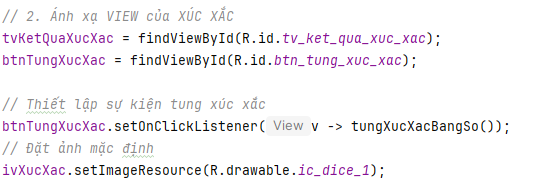 // 2. Ánh xạ VIEW của XÚC XẮC
tvKetQuaXucXac = findViewById(R.id.tv_ket_qua_xuc_xac);
btnTungXucXac = findViewById(R.id.btn_tung_xuc_xac);
// Thiết lập sự kiện tung xúc xắc
btnTungXucXac.setOnClickListener( View v -> tungXucXacBangSo());
// Đặt ảnh mặc định
ivXucXac.setImageResource(R.drawable.ic_dice_1);